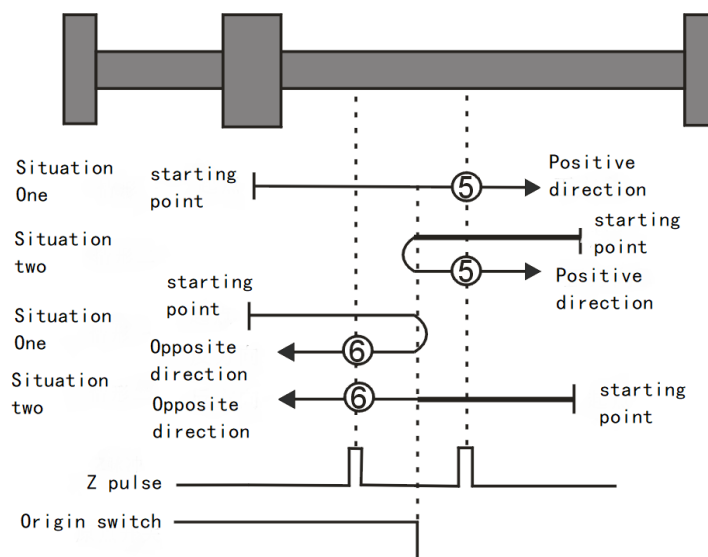 Situation
One
starting
point
5
Positive
direction
Situation
two
starting
point
5
Positive
direction
starting
point
Situation
One
Opposite
direction
6
Situation
two
Opposite
direction
6
starting
point
Z pulse
Origin switch